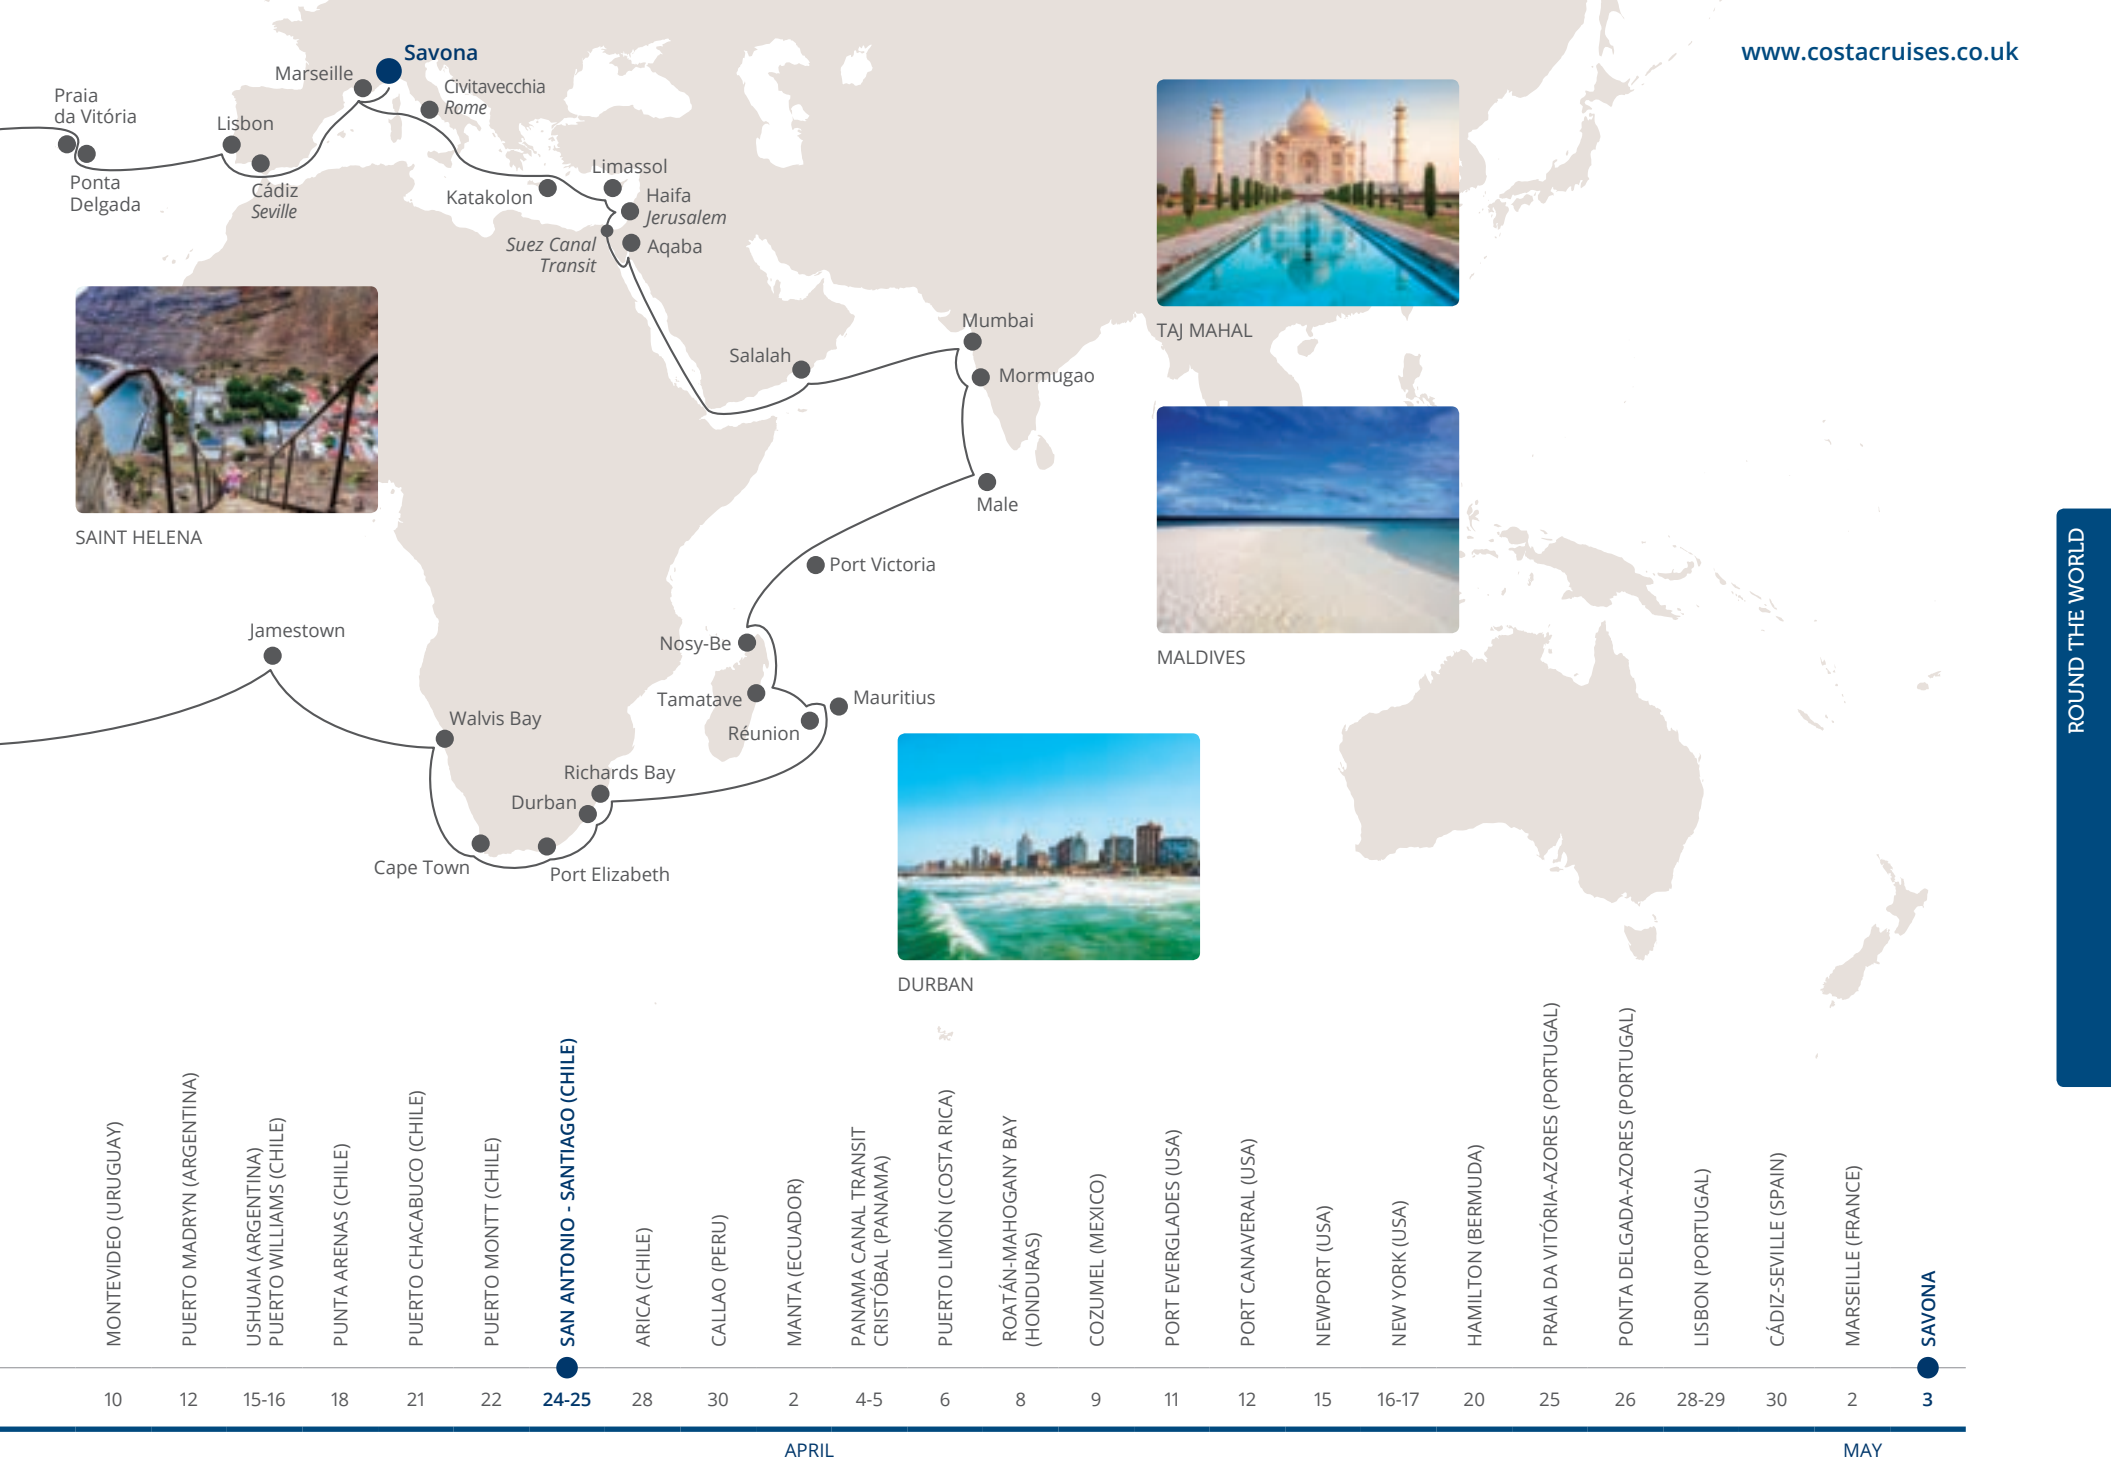 www.costacruises.co.uk
Savona
Marseille
Civitavecchia
Rome
Praia
da Vitória
Lisbon
Ponta
Delgada
Cádiz
Seville
Limassol
Katakolon
Haifa
Jerusalem
Suez Canal
Transit
Aqaba
TAJ MAHAL
Mumbai
Salalah
Mormugao
Male
SAINT HELENA
Port Victoria
Jamestown
Nosy-Be
MALDIVES
Tamatave
Mauritius
Réunion
Walvis Bay
Richards Bay
Durban
Cape Town
Port Elizabeth
DURBAN
ROUND THE WORLD
MONTEVIDEO (URUGUAY)
PUERTO MADRYN (ARGENTINA)
USHUAIA (ARGENTINA)
PUERTO WILLIAMS (CHILE)
PUNTA ARENAS (CHILE)
PUERTO CHACABUCO (CHILE)
PUERTO MONTT (CHILE)
SAN ANTONIO - SANTIAGO (CHILE)
ARICA (CHILE)
CALLAO (PERU)
MANTA (ECUADOR)
PANAMA CANAL TRANSIT
CRISTÓBAL (PANAMA)
PUERTO LIMÓN (COSTA RICA)
ROATÁN-MAHOGANY BAY
(HONDURAS)
COZUMEL (MEXICO)
PORT EVERGLADES (USA)
PORT CANAVERAL (USA)
NEWPORT (USA)
NEW YORK (USA)
HAMILTON (BERMUDA)
PRAIA DA VITÓRIA-AZORES (PORTUGAL)
PONTA DELGADA-AZORES (PORTUGAL)
LISBON (PORTUGAL)
CÁDIZ-SEVILLE (SPAIN)
MARSEILLE (FRANCE)
SAVONA
10 12 15-16 18 21 22 24-25 28 30 2 4-5 6 8 9 11 12 15 16-17 20 25 26 28-29 30 2 3
APRIL MAY